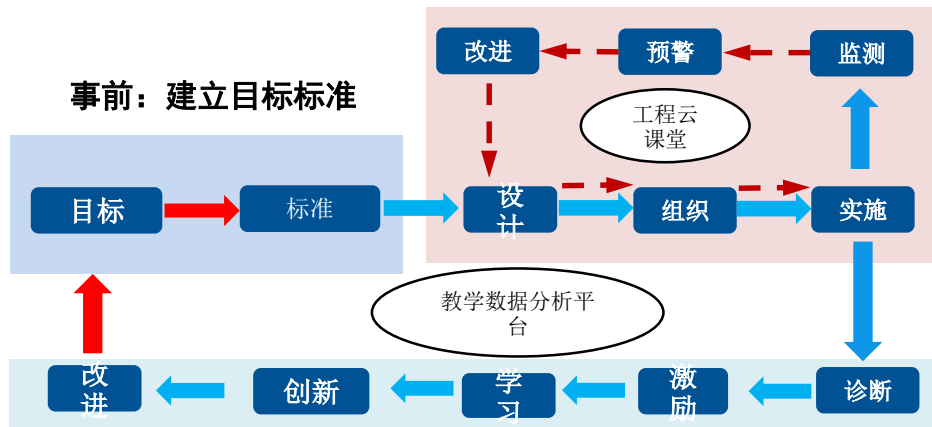 改进
预警
监测
事前：建立目标标准
工程云
课堂
目标
标准
设
计
组织
实施
教学数据分析平
台
改
进
创新
学
习
激
励
诊断